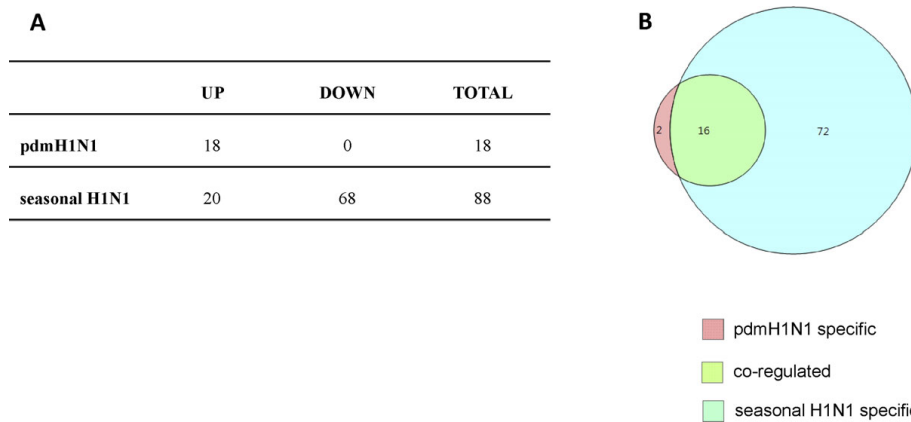 A
UP DOWN TOTAL
pdmH1N1 18 0 18
seasonal H1N1 20 68 88
B
2 16 72
pdmH1N1 specific
co-regulated
seasonal H1N1 specific